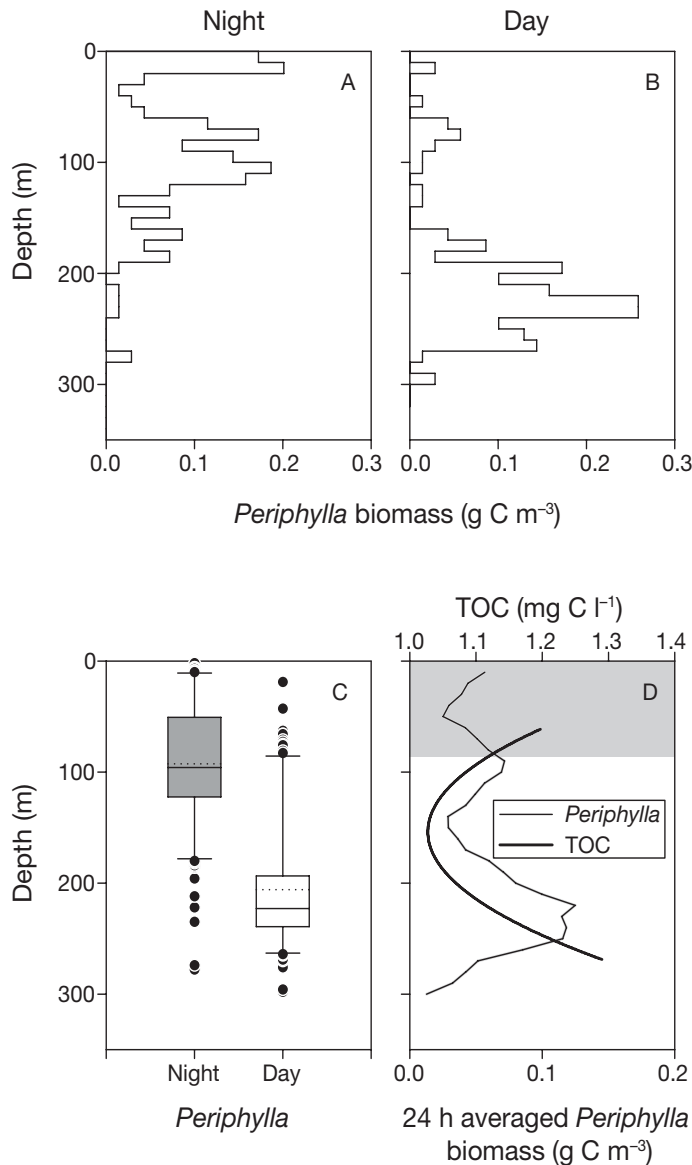 Night Day
A
B
Depth (m)
0
100
200
300
0.0 0.1 0.2 0.3 0.0 0.1 0.2 0.3
Periphylla biomass (g C m⁻³)
TOC (mg C l⁻¹)
1.0 1.1 1.2 1.3 1.4
C
D
Depth (m)
0
100
200
300
Periphylla
TOC
Night Day
0.0 0.1 0.2
Periphylla
24 h averaged Periphylla
biomass (g C m⁻³)